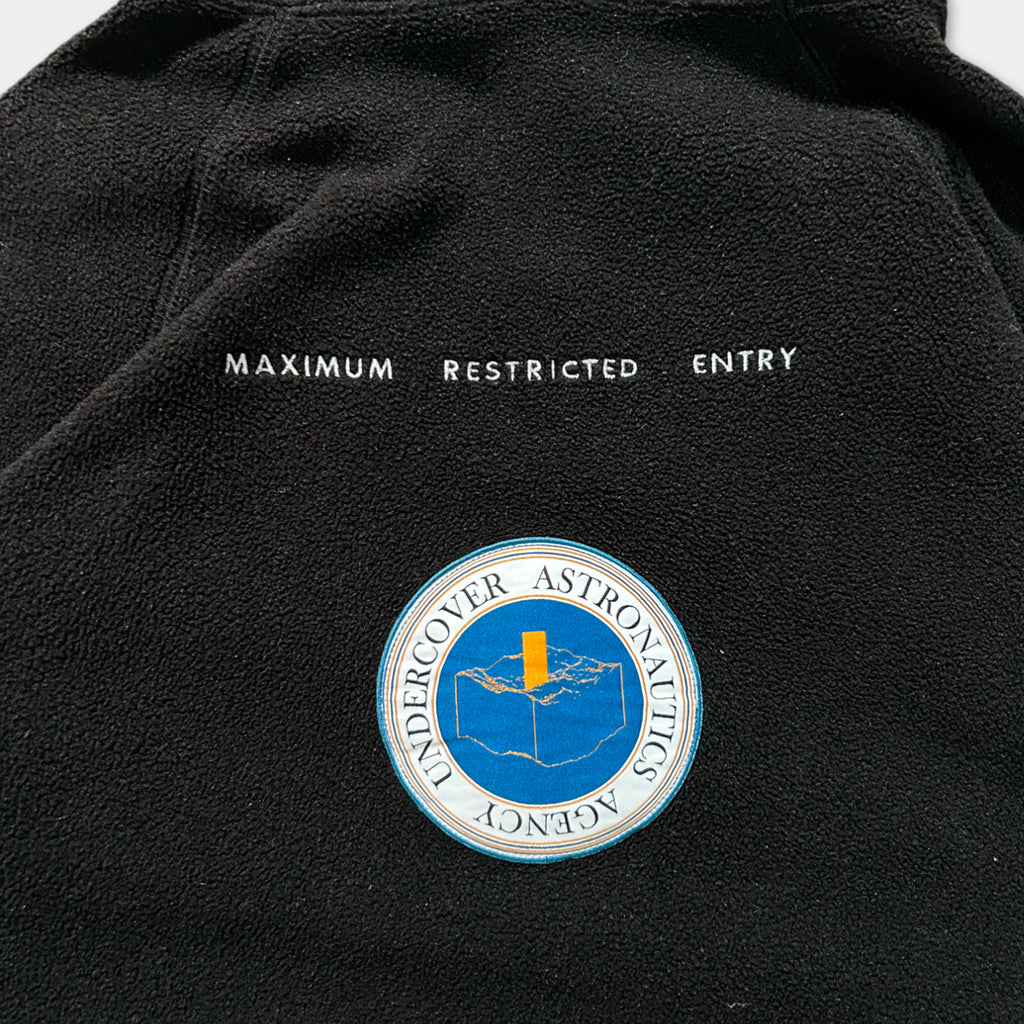 MAXIMUM RESTRICTED ENTRY
UNDERCOVER ASTRONAUTICS AGENCY